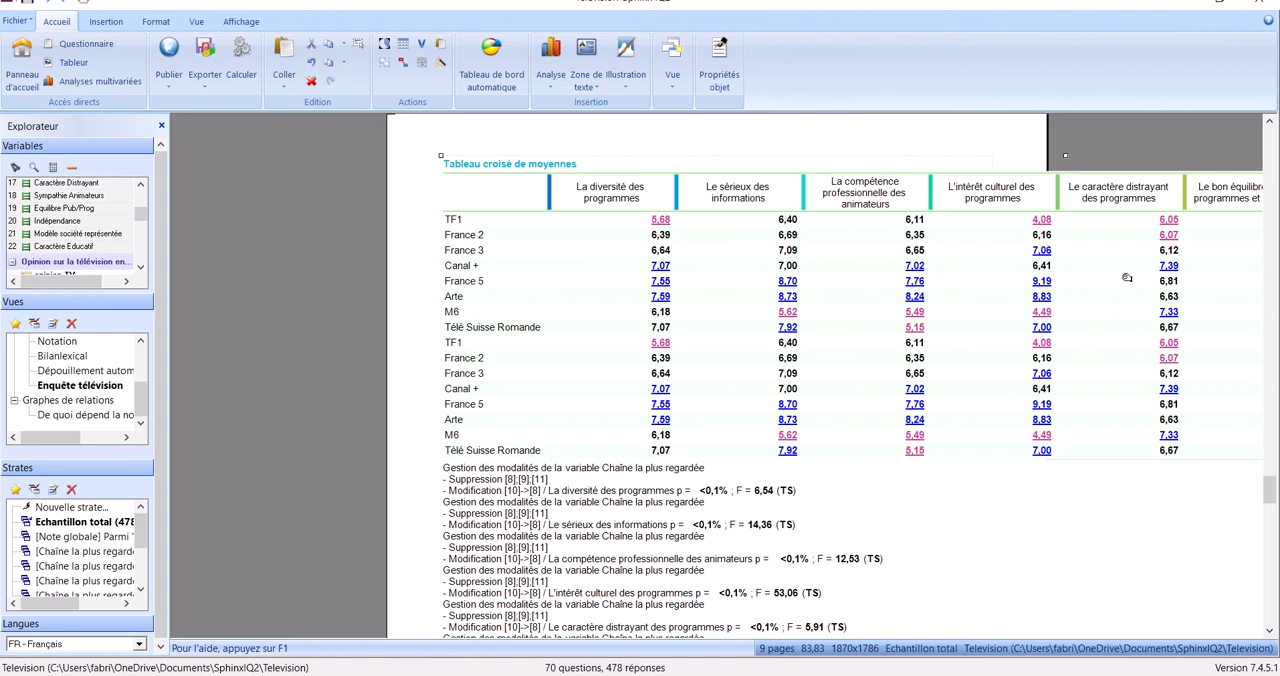 Television SphinxIQ2
Fichier Accueil Insertion Format Vue Affichage
Panneau d'accueil
Questionnaire
Tableur
Analyses multivariées
Accès directs
Publier Exporter Calculer
Coller
Edition
Actions
Tableau de bord automatique
Analyse Zone de texte Illustration
Insertion
Vue
Propriétés objet
Explorateur
Variables
17 Caractère Distrayant
18 Sympathie Animateurs
19 Equilibre Pub/Prog
20 Indépendance
21 Modèle société représentée
22 Caractère Educatif
Opinion sur la télévision en...
opinion TV
Vues
Notation
Bilanlexical
Dépouillement autom
Enquête télévision
Graphes de relations
De quoi dépend la no
Strates
Nouvelle strate...
Echantillon total (478
[Note globale] Parmi
[Chaîne la plus regard
[Chaîne la plus regard
[Chaîne la plus regard
Langues
FR - Français
Tableau croisé de moyennes
La diversité des programmes
Le sérieux des informations
La compétence professionnelle des animateurs
L'intérêt culturel des programmes
Le caractère distrayant des programmes
Le bon équilibr programmes et
TF1 5,68 6,40 6,11 4,08 6,05
France 2 6,39 6,69 6,35 6,16 6,07
France 3 6,64 7,09 6,65 7,06 6,12
Canal + 7,07 7,00 7,02 6,41 7,39
France 5 7,55 8,70 7,76 9,19 6,81
Arte 7,59 8,73 8,24 8,83 6,63
M6 6,18 5,62 5,49 4,49 7,33
Télé Suisse Romande 7,07 7,92 5,15 7,00 6,67
TF1 5,68 6,40 6,11 4,08 6,05
France 2 6,39 6,69 6,35 6,16 6,07
France 3 6,64 7,09 6,65 7,06 6,12
Canal + 7,07 7,00 7,02 6,41 7,39
France 5 7,55 8,70 7,76 9,19 6,81
Arte 7,59 8,73 8,24 8,83 6,63
M6 6,18 5,62 5,49 4,49 7,33
Télé Suisse Romande 7,07 7,92 5,15 7,00 6,67
Gestion des modalités de la variable Chaîne la plus regardée
- Suppression [8];[9];[11]
- Modification [10]->[8] / La diversité des programmes p = <0,1% ; F = 6,54 (TS)
Gestion des modalités de la variable Chaîne la plus regardée
- Suppression [8];[9];[11]
- Modification [10]->[8] / Le sérieux des informations p = <0,1% ; F = 14,36 (TS)
Gestion des modalités de la variable Chaîne la plus regardée
- Suppression [8];[9];[11]
- Modification [10]->[8] / La compétence professionnelle des animateurs p = <0,1% ; F = 12,53 (TS)
Gestion des modalités de la variable Chaîne la plus regardée
- Suppression [8];[9];[11]
- Modification [10]->[8] / L'intérêt culturel des programmes p = <0,1% ; F = 53,06 (TS)
Gestion des modalités de la variable Chaîne la plus regardée
- Suppression [8];[9];[11]
- Modification [10]->[8] / Le caractère distrayant des programmes p = <0,1% ; F = 5,91 (TS)
Gestion des modalités de la variable Chaîne la plus regardée
Pour l'aide, appuyez sur F1
9 pages 83,83 1870x1786 Echantillon total Television (C:\Users\fabri\OneDrive\Documents\SphinxIQ2\Television)
Television (C:\Users\fabri\OneDrive\Documents\SphinxIQ2\Television)
70 questions, 478 réponses
Version 7.4.5.1